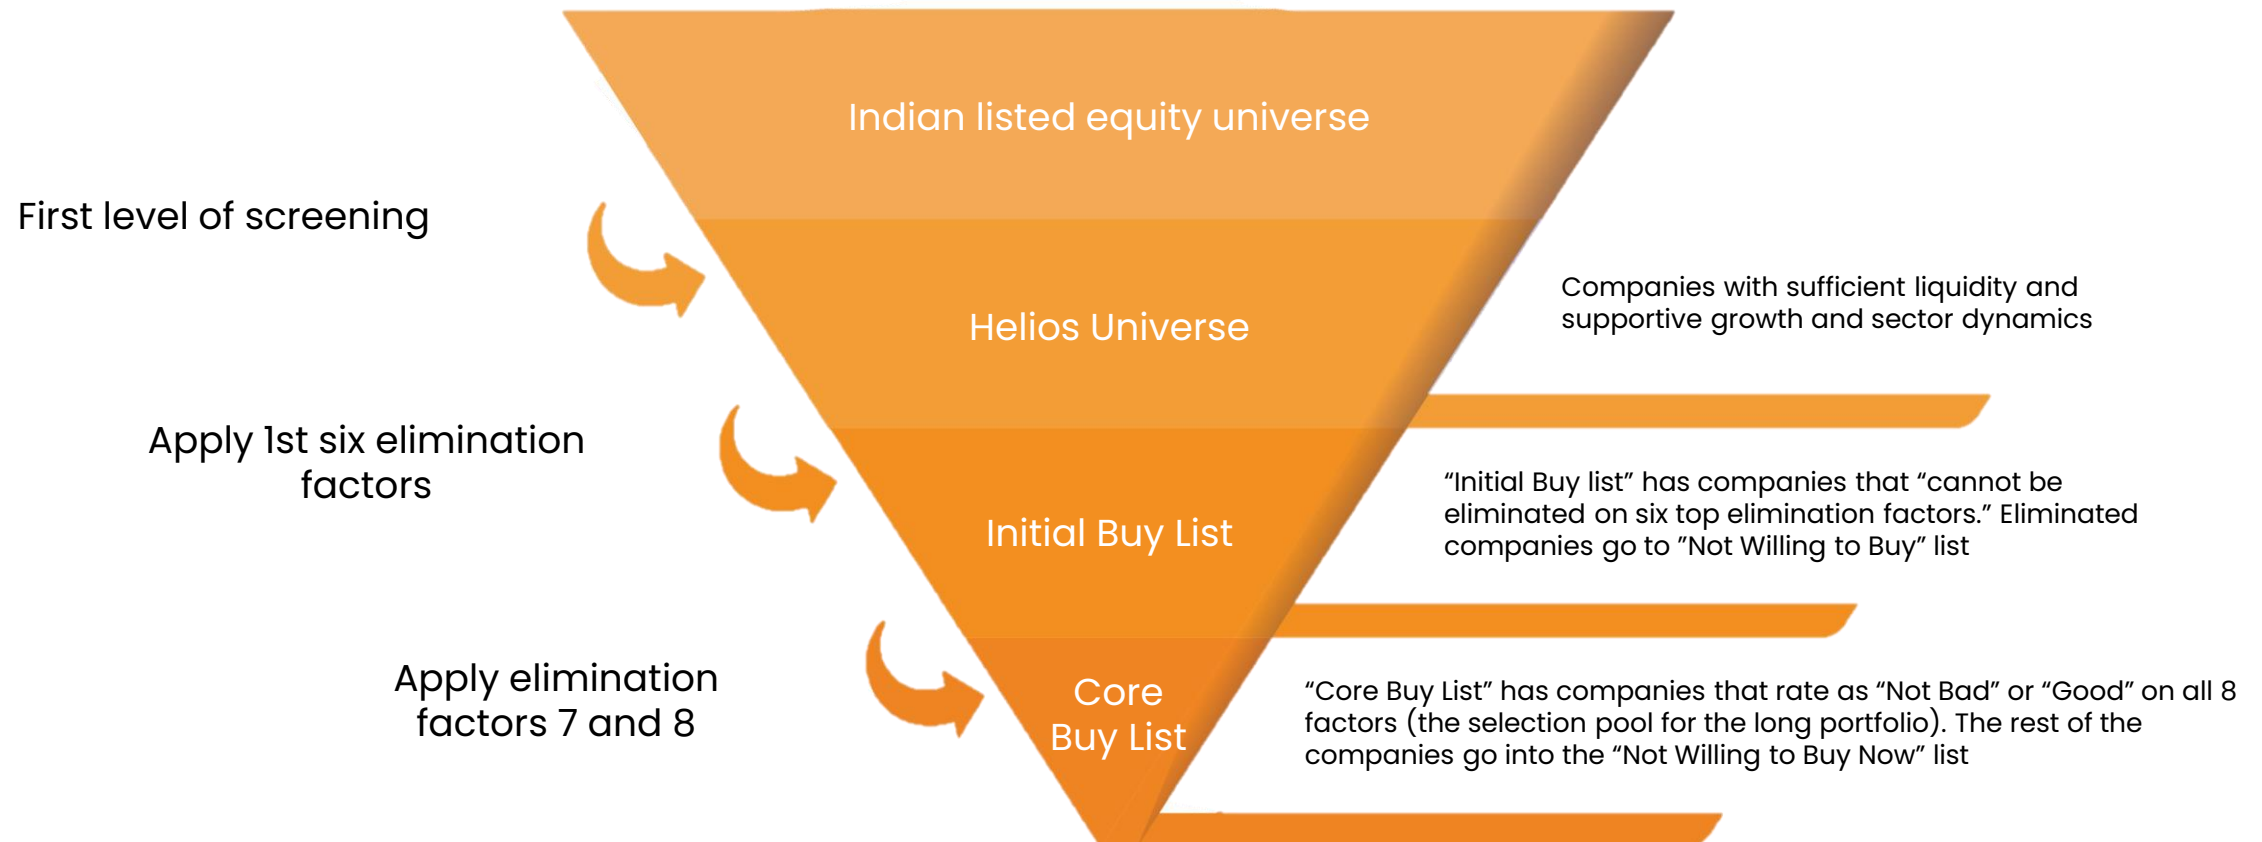 Indian listed equity universe
First level of screening
Helios Universe
Companies with sufficient liquidity and
supportive growth and sector dynamics
Apply 1st six elimination
factors
Initial Buy List
“Initial Buy list” has companies that “cannot be
eliminated on six top elimination factors.” Eliminated
companies go to ”Not Willing to Buy” list
Apply elimination
factors 7 and 8
Core
Buy List
“Core Buy List” has companies that rate as “Not Bad” or “Good” on all 8
factors (the selection pool for the long portfolio). The rest of the
companies go into the “Not Willing to Buy Now” list